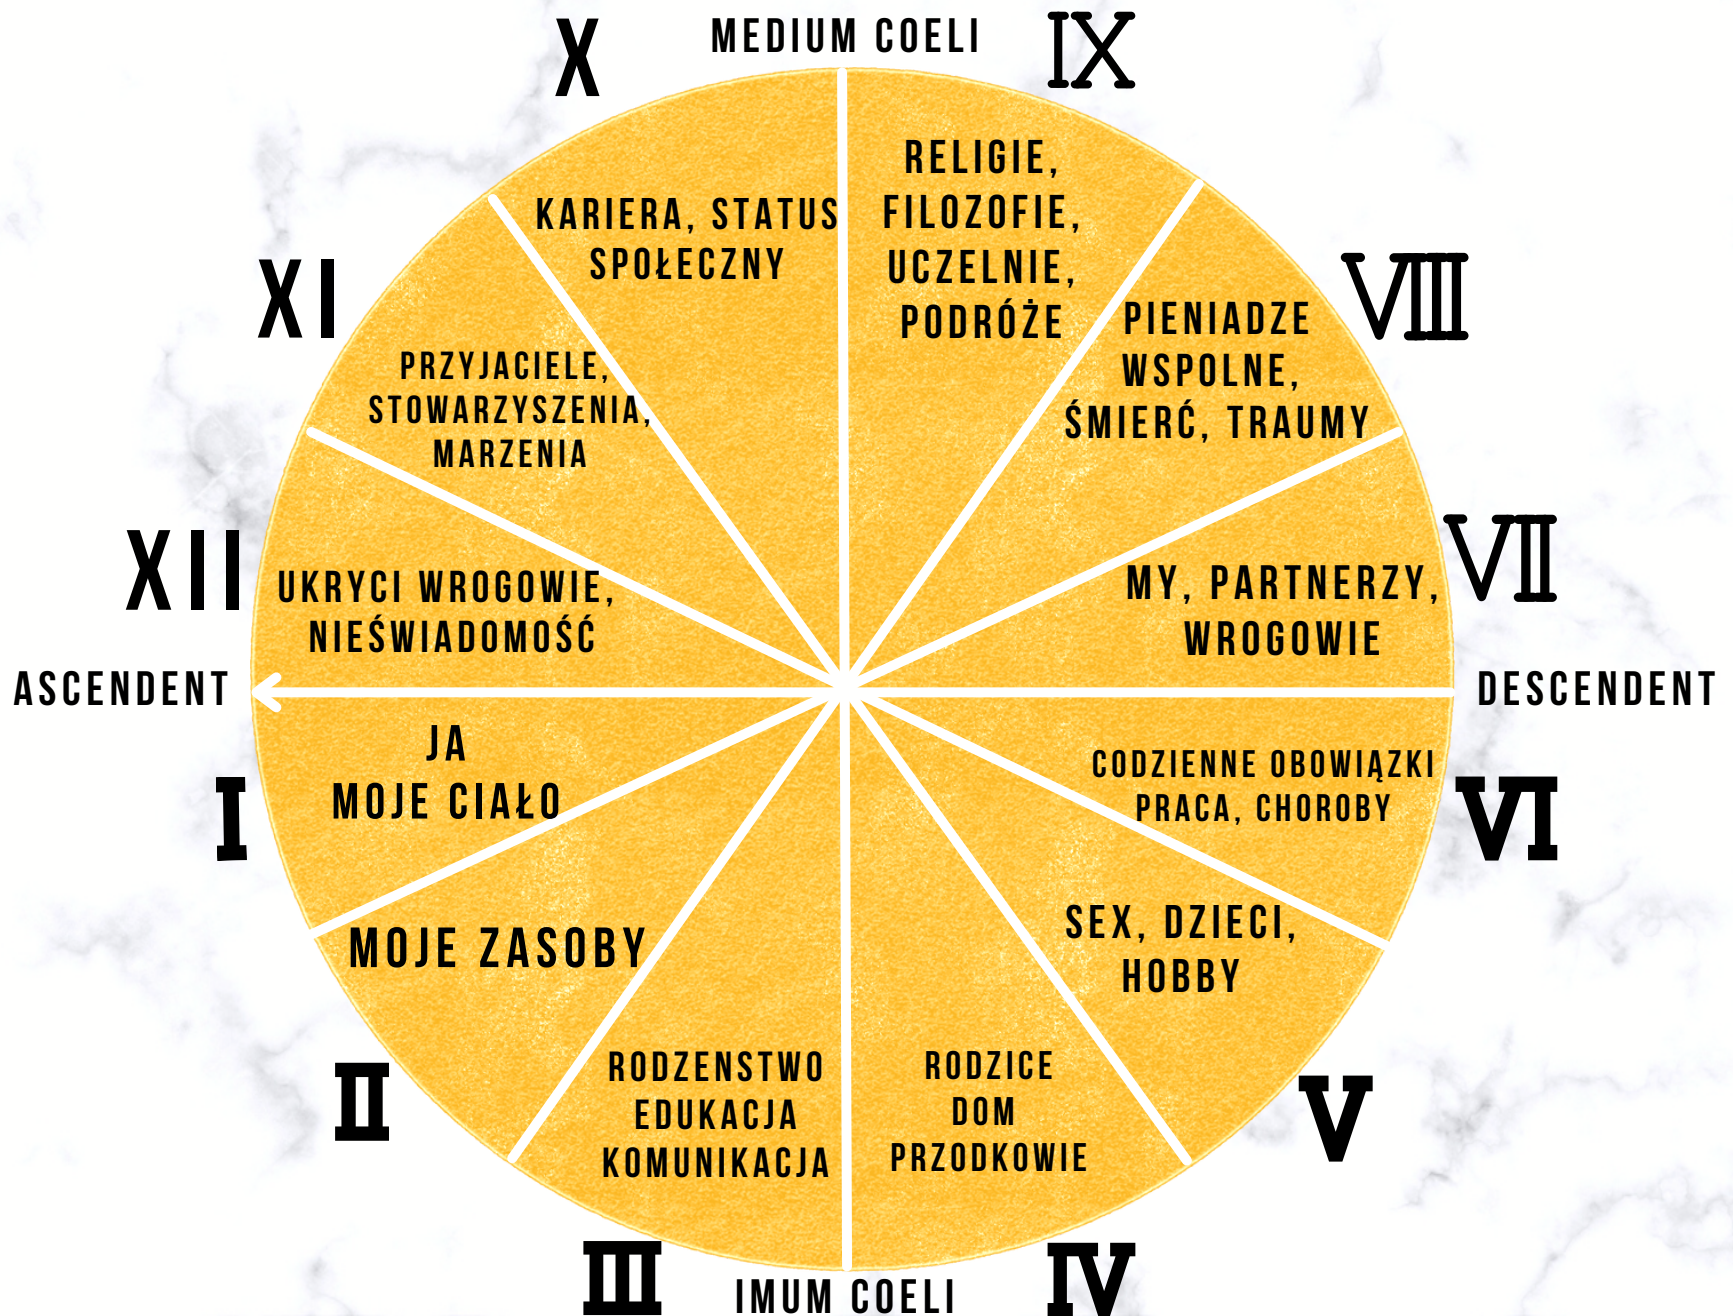 X
MEDIUM COELI
IX
RELIGIE,
FILOZOFIE,
UCZELNIE,
PODRÓŻE
KARIERA, STATUS
SPOŁECZNY
XI
VIII
PIENIADZE
WSPOLNE,
ŚMIERĆ, TRAUMY
PRZYJACIELE,
STOWARZYSZENIA,
MARZENIA
XII
UKRYCI WROGOWIE,
NIEŚWIADOMOŚĆ
VII
MY, PARTNERZY,
WROGOWIE
ASCENDENT
DESCENDENT
I
JA
MOJE CIAŁO
CODZIENNE OBOWIĄZKI
PRACA, CHOROBY
VI
MOJE ZASOBY
SEX, DZIECI,
HOBBY
II
V
RODZENSTWO
EDUKACJA
KOMUNIKACJA
RODZICE
DOM
PRZODKOWIE
III
IMUM COELI
IV